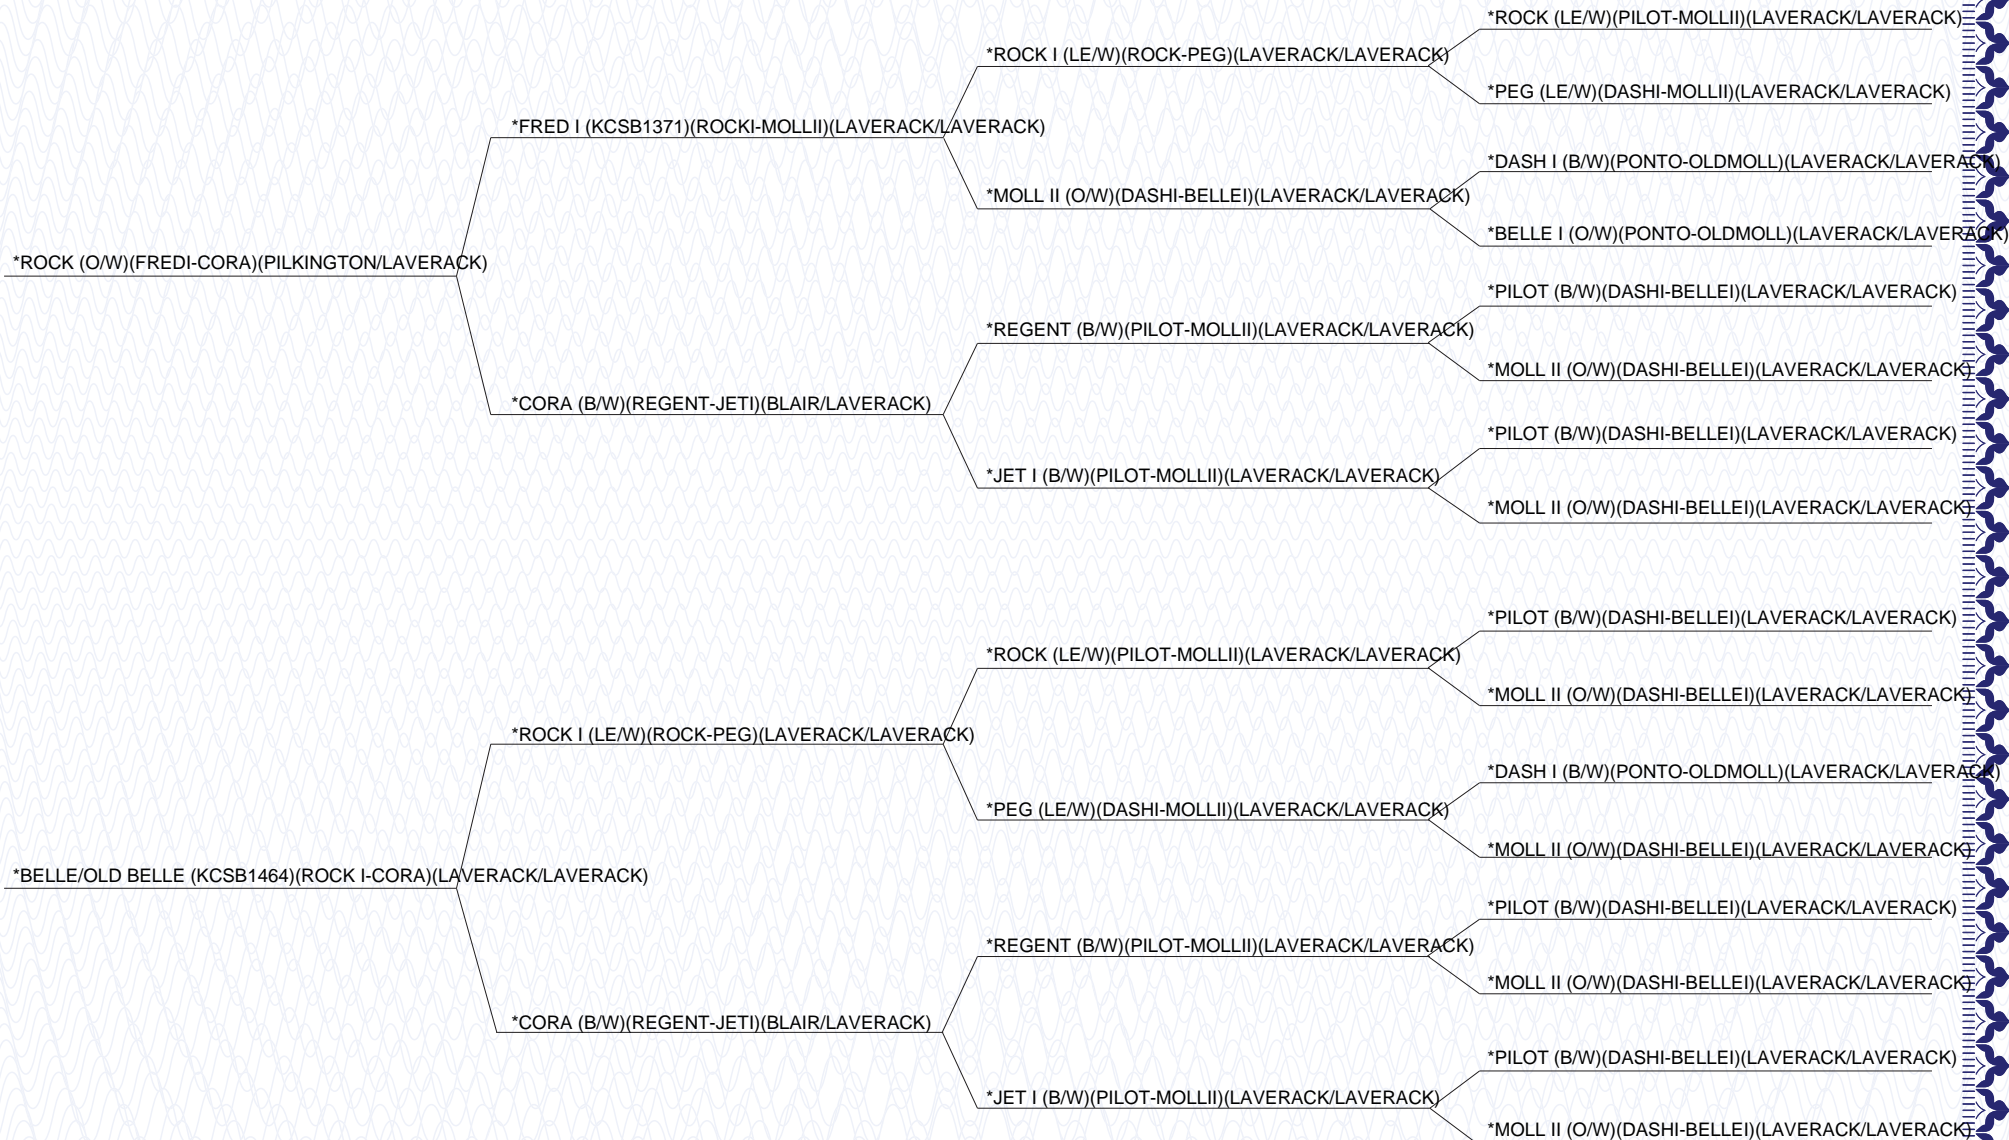 *ROCK (LE/W)(PILOT-MOLLII)(LAVERACK/LAVERACK)
*ROCK I (LE/W)(ROCK-PEG)(LAVERACK/LAVERACK)
*PEG (LE/W)(DASHI-MOLLII)(LAVERACK/LAVERACK)
*FRED I (KCSB1371)(ROCKI-MOLLII)(LAVERACK/LAVERACK)
*DASH I (B/W)(PONTO-OLDMOLL)(LAVERACK/LAVERACK)
*MOLL II (O/W)(DASHI-BELLEI)(LAVERACK/LAVERACK)
*BELLE I (O/W)(PONTO-OLDMOLL)(LAVERACK/LAVERACK)
*ROCK (O/W)(FREDI-CORA)(PILKINGTON/LAVERACK)
*PILOT (B/W)(DASHI-BELLEI)(LAVERACK/LAVERACK)
*REGENT (B/W)(PILOT-MOLLII)(LAVERACK/LAVERACK)
*MOLL II (O/W)(DASHI-BELLEI)(LAVERACK/LAVERACK)
*CORA (B/W)(REGENT-JETI)(BLAIR/LAVERACK)
*PILOT (B/W)(DASHI-BELLEI)(LAVERACK/LAVERACK)
*JET I (B/W)(PILOT-MOLLII)(LAVERACK/LAVERACK)
*MOLL II (O/W)(DASHI-BELLEI)(LAVERACK/LAVERACK)
*PILOT (B/W)(DASHI-BELLEI)(LAVERACK/LAVERACK)
*ROCK (LE/W)(PILOT-MOLLII)(LAVERACK/LAVERACK)
*MOLL II (O/W)(DASHI-BELLEI)(LAVERACK/LAVERACK)
*ROCK I (LE/W)(ROCK-PEG)(LAVERACK/LAVERACK)
*DASH I (B/W)(PONTO-OLDMOLL)(LAVERACK/LAVERACK)
*PEG (LE/W)(DASHI-MOLLII)(LAVERACK/LAVERACK)
*MOLL II (O/W)(DASHI-BELLEI)(LAVERACK/LAVERACK)
*BELLE/OLD BELLE (KCSB1464)(ROCK I-CORA)(LAVERACK/LAVERACK)
*PILOT (B/W)(DASHI-BELLEI)(LAVERACK/LAVERACK)
*REGENT (B/W)(PILOT-MOLLII)(LAVERACK/LAVERACK)
*MOLL II (O/W)(DASHI-BELLEI)(LAVERACK/LAVERACK)
*CORA (B/W)(REGENT-JETI)(BLAIR/LAVERACK)
*PILOT (B/W)(DASHI-BELLEI)(LAVERACK/LAVERACK)
*JET I (B/W)(PILOT-MOLLII)(LAVERACK/LAVERACK)
*MOLL II (O/W)(DASHI-BELLEI)(LAVERACK/LAVERACK)